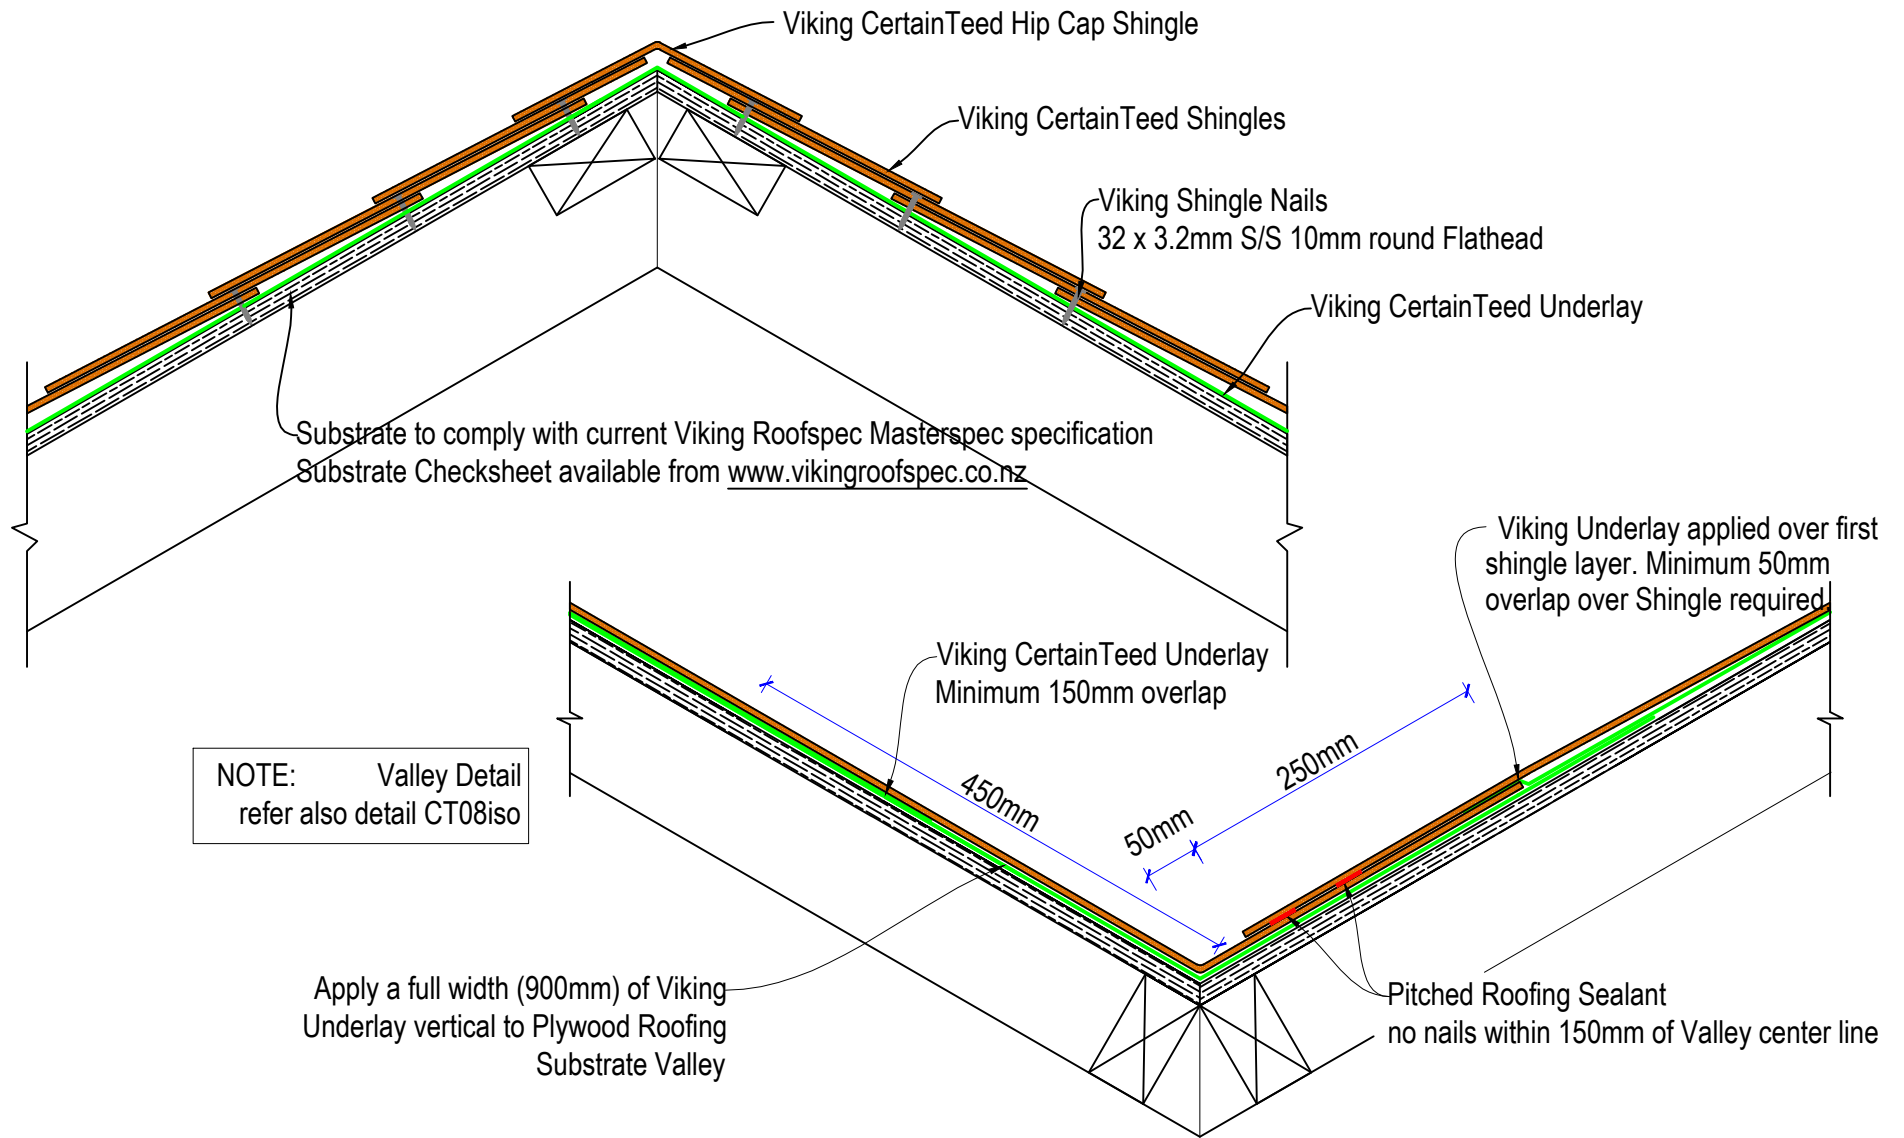 Viking CertainTeed Hip Cap Shingle
Viking CertainTeed Shingles
Viking Shingle Nails
32 x 3.2mm S/S 10mm round Flathead
Viking CertainTeed Underlay
Substrate to comply with current Viking Roofspec Masterspec specification
Substrate Checksheet available from www.vikingroofspec.co.nz
Viking Underlay applied over first
shingle layer. Minimum 50mm
overlap over Shingle required.
Viking CertainTeed Underlay
Minimum 150mm overlap
450mm
50mm
250mm
NOTE: Valley Detail
refer also detail CT08iso
Apply a full width (900mm) of Viking
Underlay vertical to Plywood Roofing
Substrate Valley
Pitched Roofing Sealant
no nails within 150mm of Valley center line